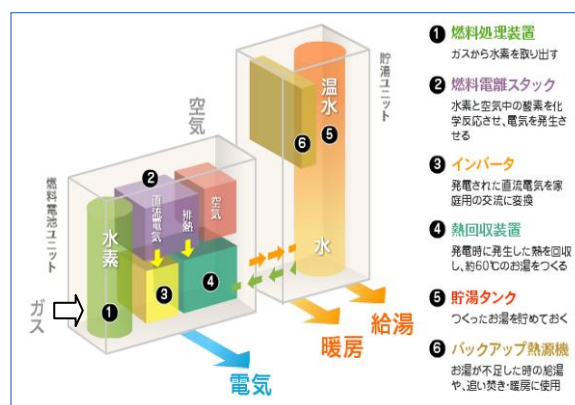 空気
燃料電池ユニット
水素
ガス
❶
❷
直流電気
排熱
空気
❸
❹
電気
貯湯ユニット
温水
❺
❻
水
暖房
給湯
❶ 燃料処理装置
ガスから水素を取り出す
❷ 燃料電離スタック
水素と空気中の酸素を化
学反応させ、電気を発生さ
せる
❸ インバータ
発電された直流電気を家
庭用の交流に変換
❹ 熱回収装置
発電時に発生した熱を回収
し、約60℃のお湯をつくる
❺ 貯湯タンク
つくったお湯を貯めておく
❻ バックアップ熱源機
お湯が不足した時の給湯
や、追い焚き・暖房に使用